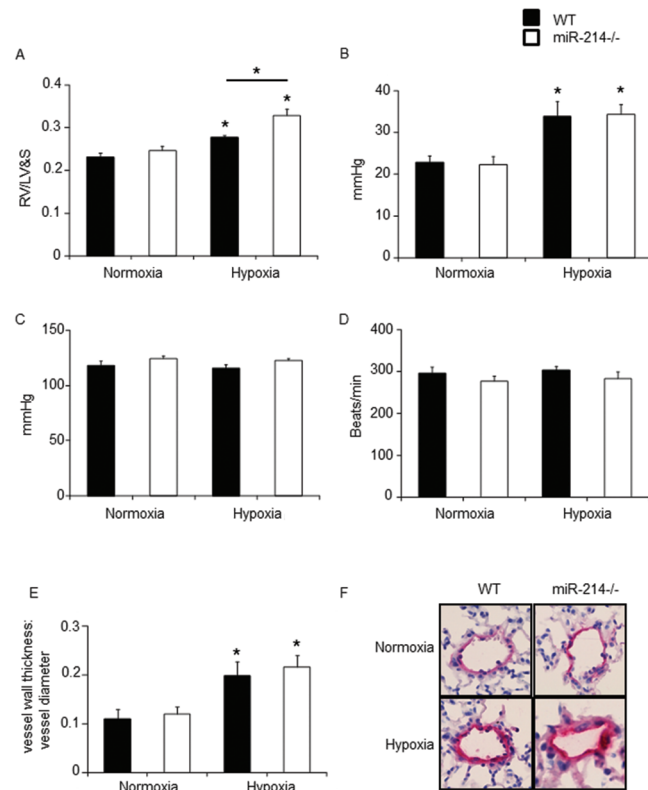 WT
miR-214-/-
A
*
*
*
0.4
0.3
0.2
0.1
0
RV/LV&S
Normoxia
Hypoxia
B
*
*
40
30
20
10
0
mmHg
Normoxia
Hypoxia
C
150
100
50
0
mmHg
Normoxia
Hypoxia
D
400
300
200
100
0
Beats/min
Normoxia
Hypoxia
E
*
*
0.3
0.2
0.1
0
vessel wall thickness:
vessel diameter
Normoxia
Hypoxia
F
WT
miR-214-/-
Normoxia
Hypoxia